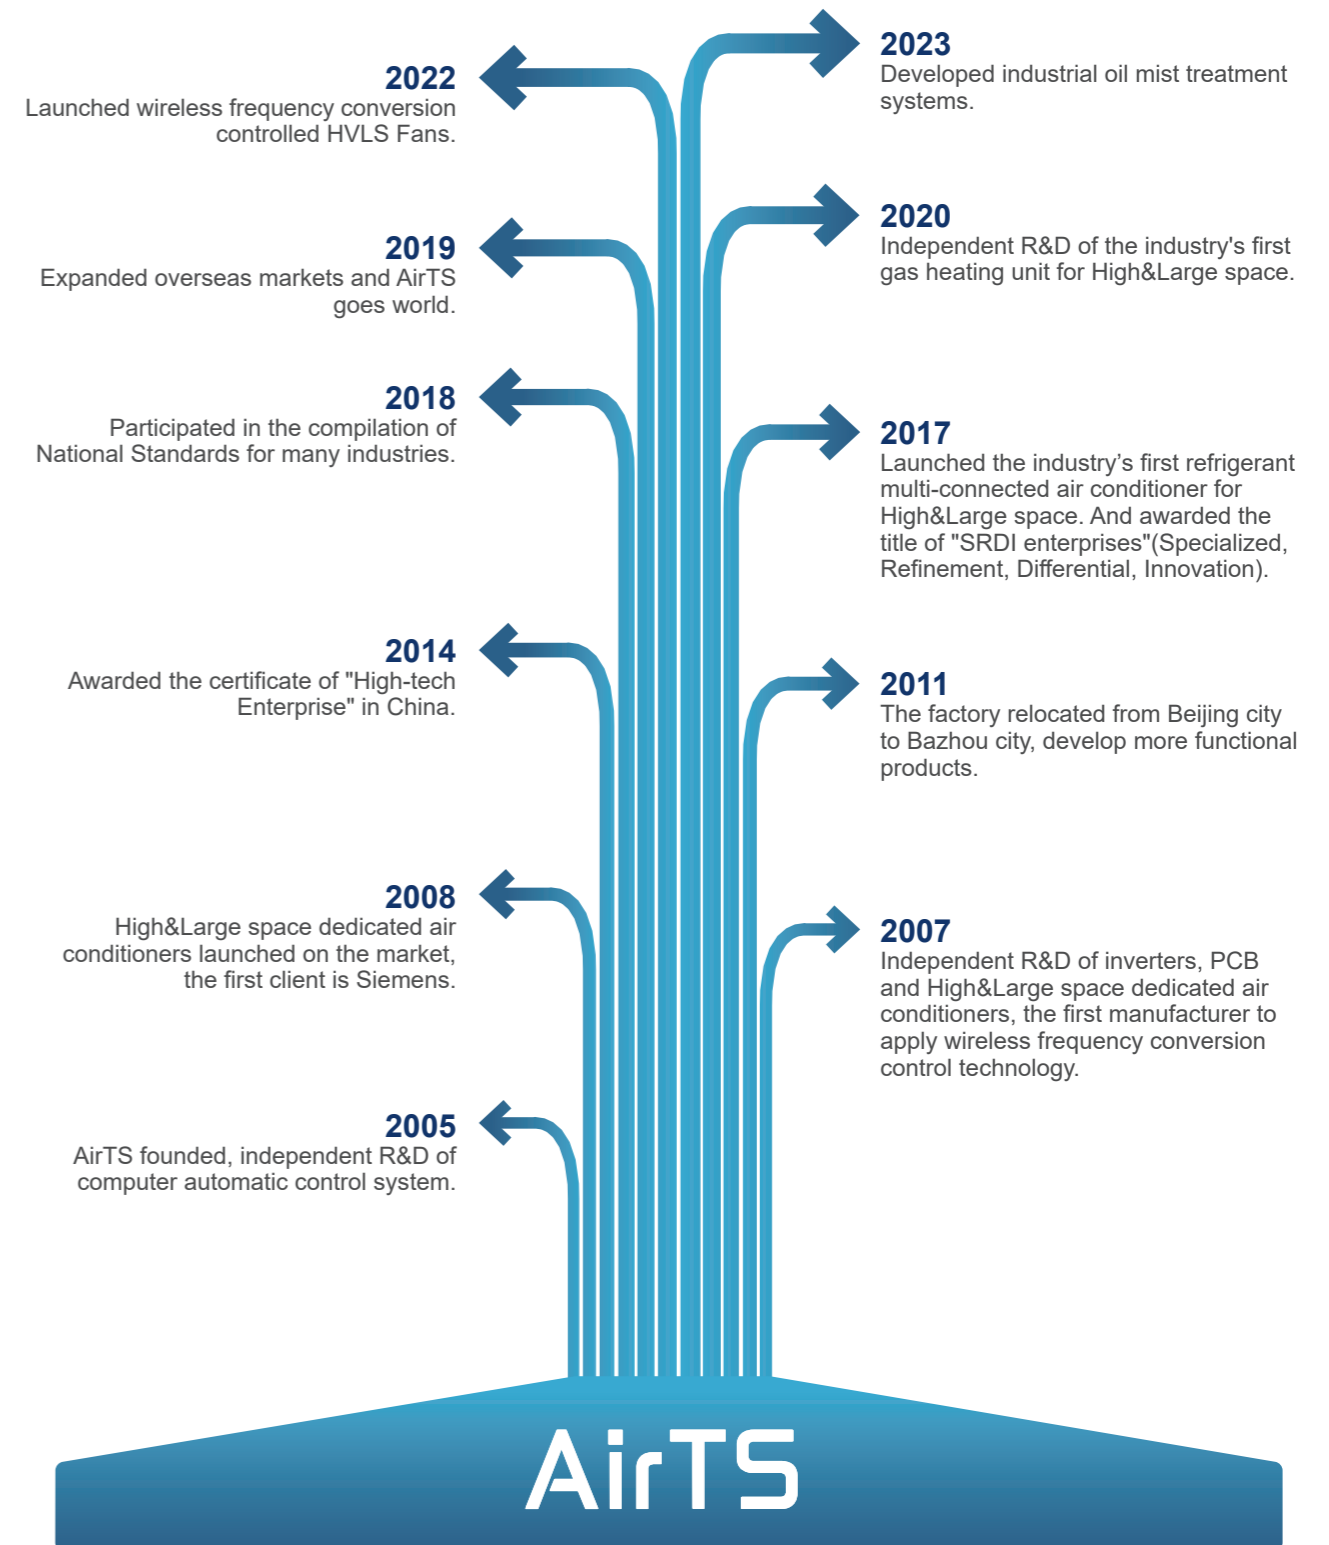 2023
Developed industrial oil mist treatment
systems.
2022
Launched wireless frequency conversion
controlled HVLS Fans.
2020
Independent R&D of the industry's first
gas heating unit for High&Large space.
2019
Expanded overseas markets and AirTS
goes world.
2018
Participated in the compilation of
National Standards for many industries.
2017
Launched the industry’s first refrigerant
multi-connected air conditioner for
High&Large space. And awarded the
title of "SRDI enterprises"(Specialized,
Refinement, Differential, Innovation).
2014
Awarded the certificate of "High-tech
Enterprise" in China.
2011
The factory relocated from Beijing city
to Bazhou city, develop more functional
products.
2008
High&Large space dedicated air
conditioners launched on the market,
the first client is Siemens.
2007
Independent R&D of inverters, PCB
and High&Large space dedicated air
conditioners, the first manufacturer to
apply wireless frequency conversion
control technology.
2005
AirTS founded, independent R&D of
computer automatic control system.
AirTS